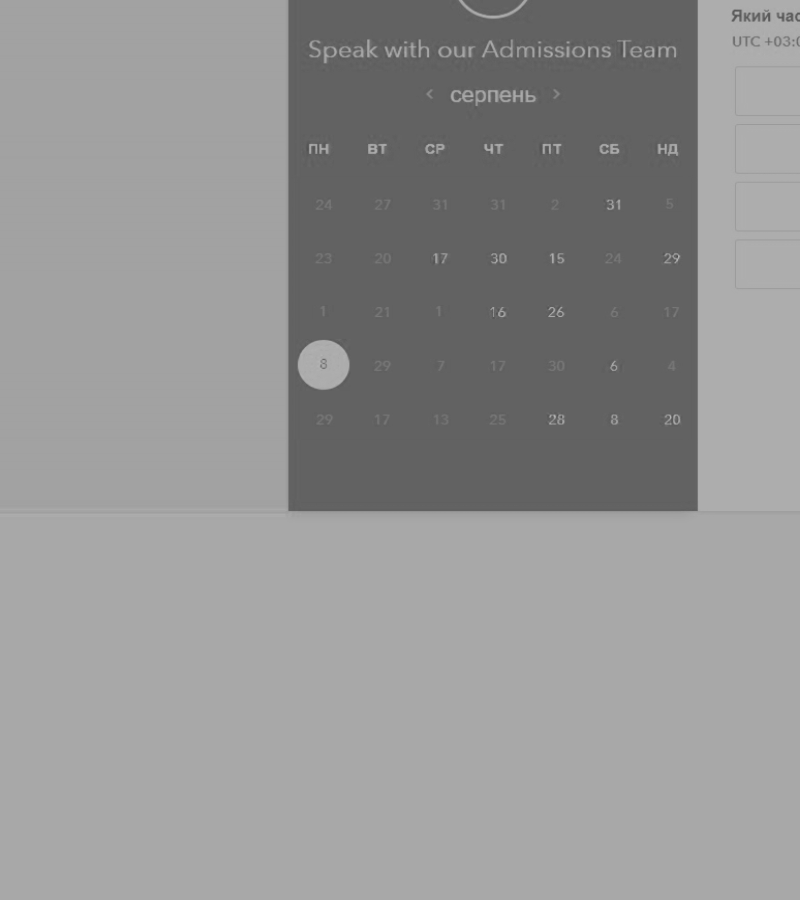 Speak with our Admissions Team
< серпень >
ПН ВТ СР ЧТ ПТ СБ НД
24 27 31 31 2 31 5
23 20 17 30 15 24 29
1 21 1 16 26 6 17
8 29 7 17 30 6 4
29 17 13 25 28 8 20
Який час
UTC +03:0